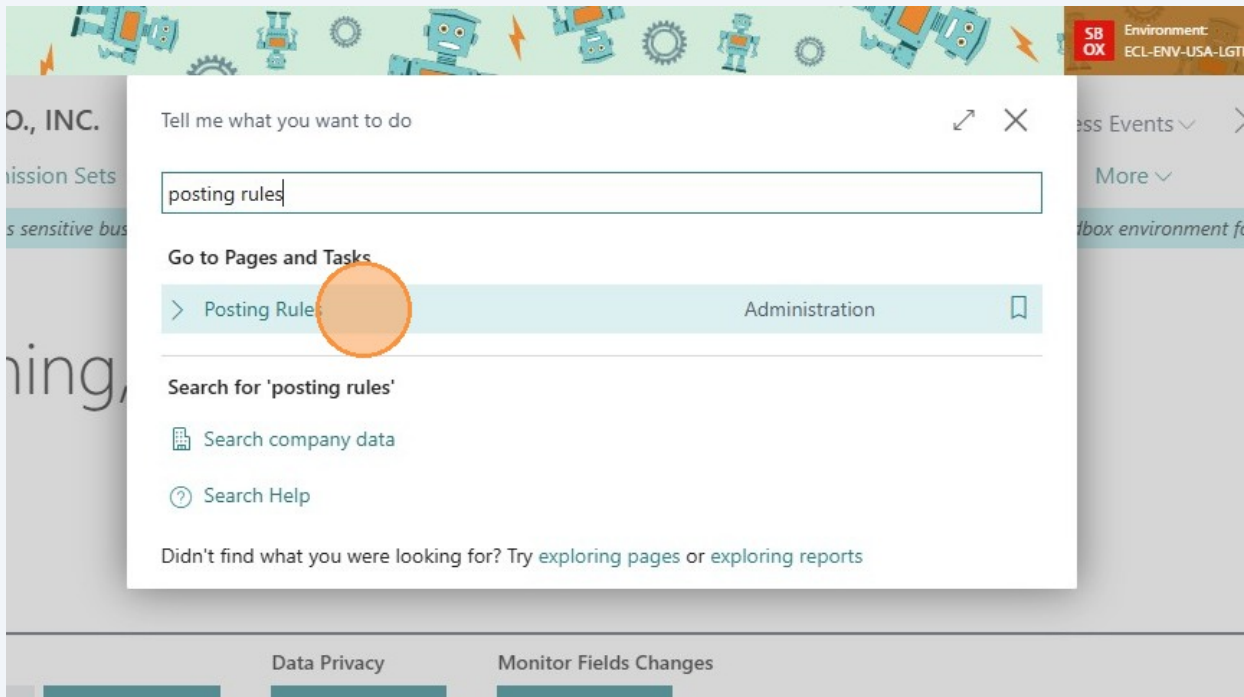 SB OX Environment:
ECL-ENV-USA-LGT
O., INC.
Tell me what you want to do
ess Events
ission Sets
posting rules
More
s sensitive bus
dbox environment fo
Go to Pages and Tasks
Posting Rules Administration
ning,
Search for 'posting rules'
Search company data
Search Help
Didn't find what you were looking for? Try exploring pages or exploring reports
Data Privacy Monitor Fields Changes